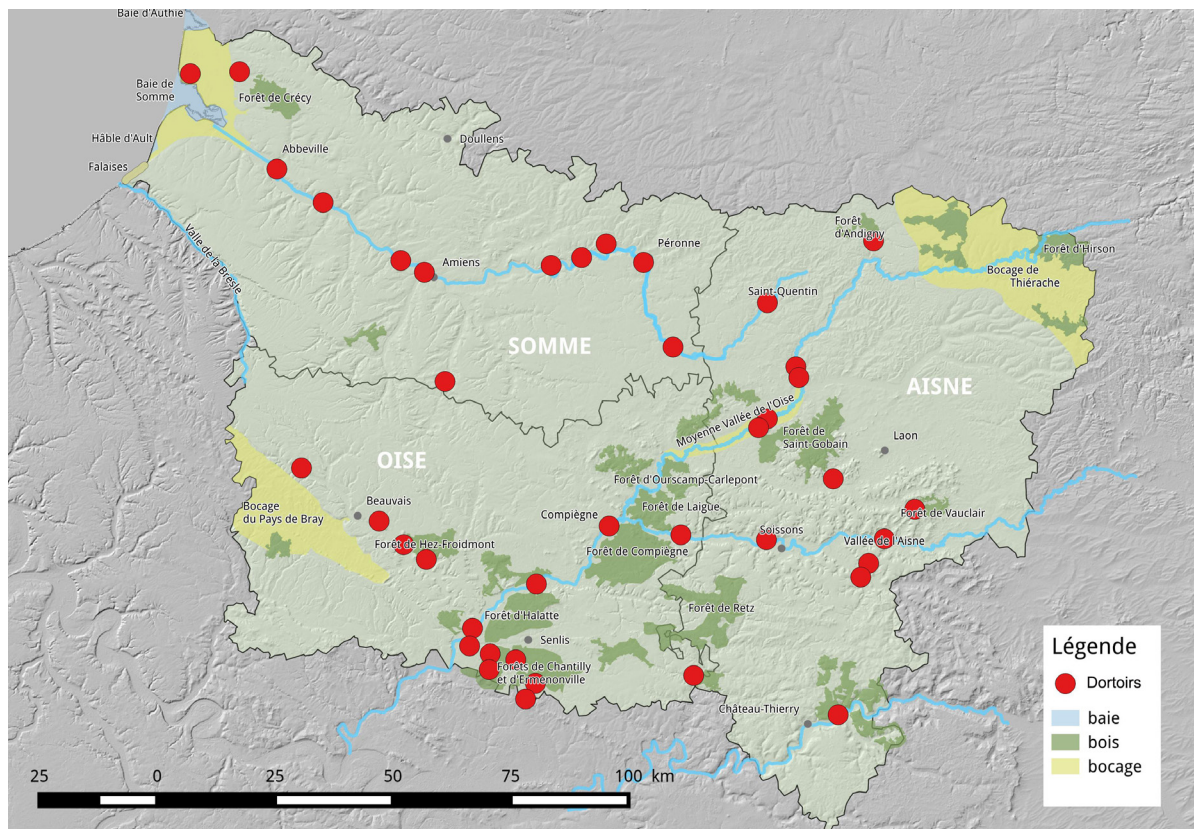 Baie d'Authie
Baie de
Somme
Forêt de Crécy
Hâble d'Ault
Falaises
Abbeville
Doullens
Vallé de la Bresle
Amiens
Péronne
Forêt
d'Andigny
Forêt d'Hirson
Bocage de
Thiérache
Saint-Quentin
SOMME
AISNE
Moyenne Vallée de l'Oise
Forêt de
Saint-Gobain
Laon
OISE
Forêt d'Ourscamp-Carlepont
Beauvais
Bocage
du Pays de Bray
Compiègne
Forêt de Laigue
Forêt de Vauclair
Soissons
Vallée de l'Aisne
Forêt de Hez-Froidmont
Forêt de Compiègne
Forêt d'Halatte
Forêt de Retz
Senlis
Forêts de Chantilly
et d'Ermenonville
Château-Thierry
Légende
Dortoirs
baie
bois
bocage
25 0 25 50 75 100 km